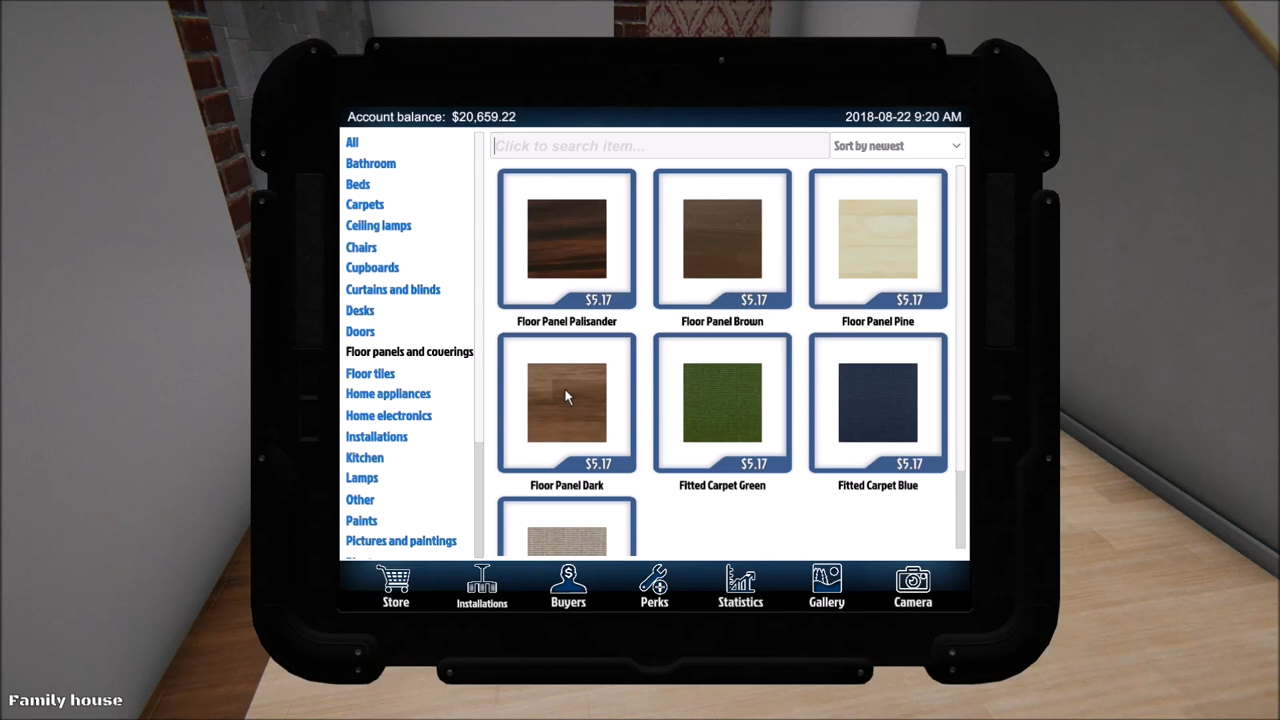 Account balance: $20,659.22
2018-08-22 9:20 AM
All
Bathroom
Beds
Carpets
Ceiling lamps
Chairs
Cupboards
Curtains and blinds
Desks
Doors
Floor panels and coverings
Floor tiles
Home appliances
Home electronics
Installations
Kitchen
Lamps
Other
Paints
Pictures and paintings
Click to search item...
Sort by newest
$5.17
$5.17
$5.17
Floor Panel Palisander
Floor Panel Brown
Floor Panel Pine
$5.17
$5.17
$5.17
Floor Panel Dark
Fitted Carpet Green
Fitted Carpet Blue
Store
Installations
Buyers
Perks
Statistics
Gallery
Camera
Family house